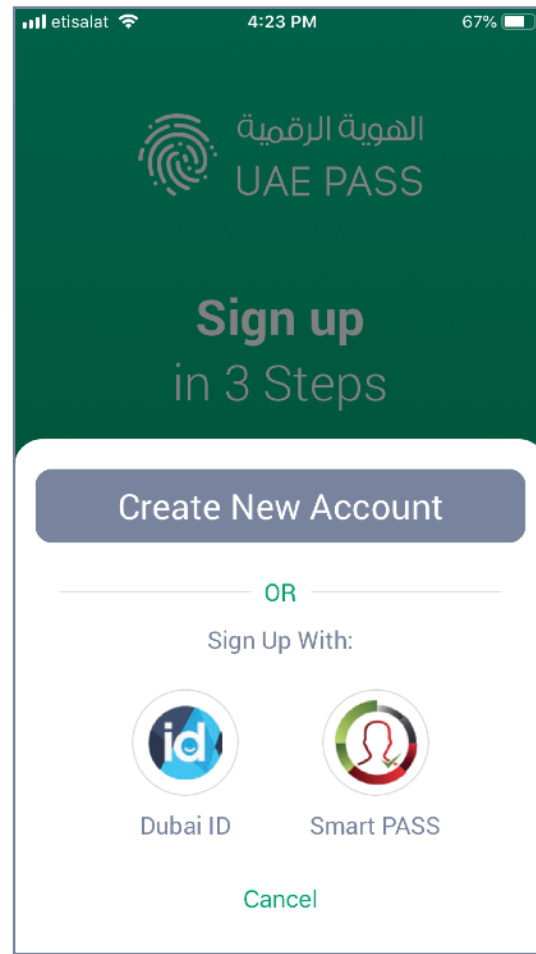 etisalat 4:23 PM 67%
الهوية الرقمية
UAE PASS
Sign up
in 3 Steps
Create New Account
OR
Sign Up With:
id
Dubai ID Smart PASS
Cancel